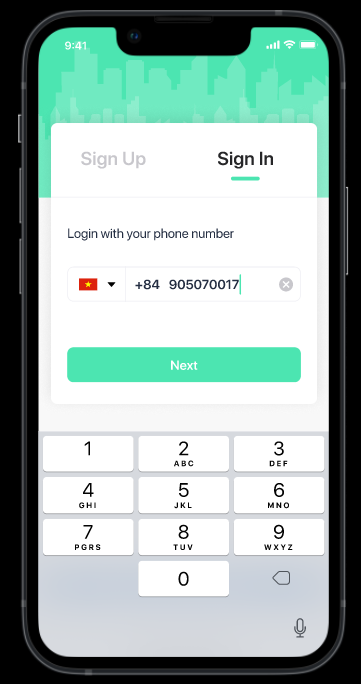 9:41
Sign Up Sign In
Login with your phone number
+84 905070017
Next
1 2 3
ABC DEF
4 5 6
GHI JKL MNO
7 8 9
PGRS TUV WXYZ
0